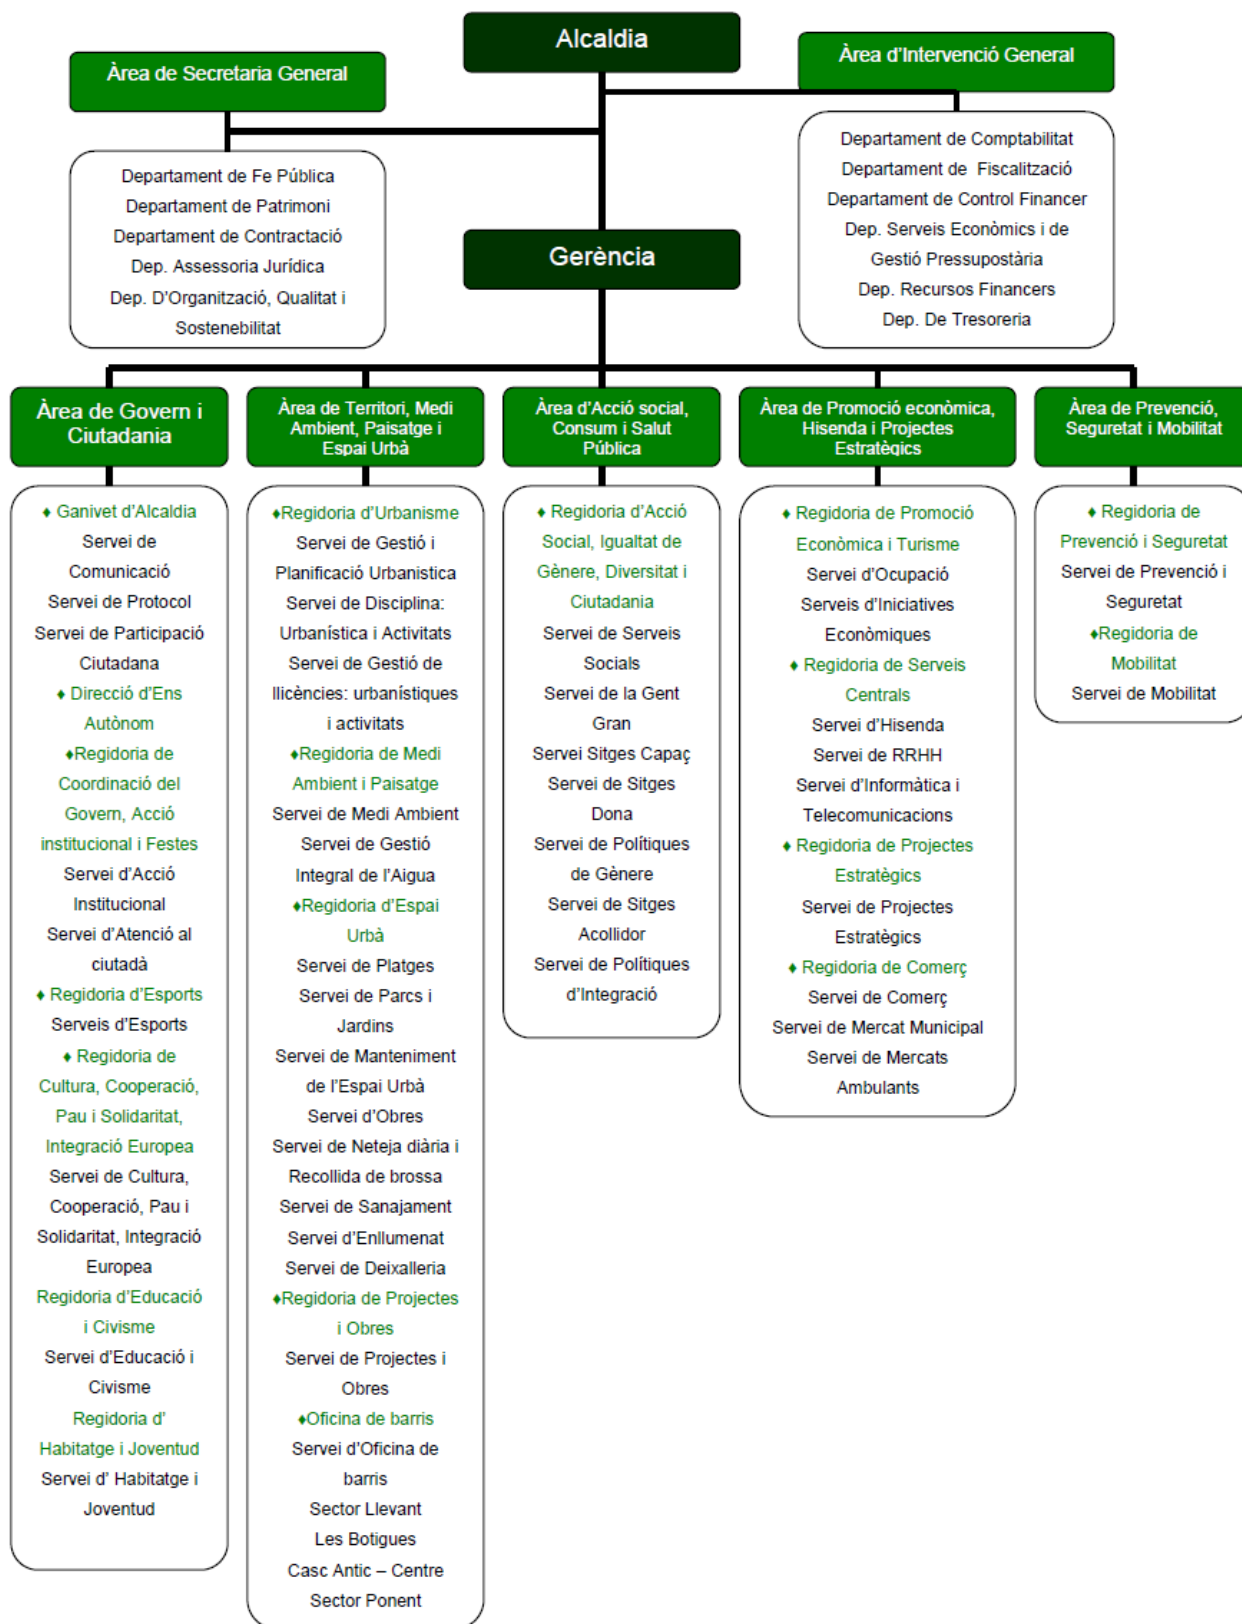 Alcaldia
Àrea de Secretaria General
Àrea d'Intervenció General
Departament de Fe Pública
Departament de Patrimoni
Departament de Contractació
Dep. Assessoria Jurídica
Dep. D'Organització, Qualitat i
Sostenebilitat
Departament de Comptabilitat
Departament de Fiscalització
Departament de Control Financer
Dep. Serveis Econòmics i de
Gestió Pressupostària
Dep. Recursos Financers
Dep. De Tresoreria
Gerència
Àrea de Govern i
Ciutadania
♦ Ganivet d'Alcaldia
Servei de
Comunicació
Servei de Protocol
Servei de Participació
Ciutadana
♦ Direcció d'Ens
Autònom
♦Regidoria de
Coordinació del
Govern, Acció
institucional i Festes
Servei d'Acció
Institucional
Servei d'Atenció al
ciutadà
♦ Regidoria d'Esports
Serveis d'Esports
♦ Regidoria de
Cultura, Cooperació,
Pau i Solidaritat,
Integració Europea
Servei de Cultura,
Cooperació, Pau i
Solidaritat, Integració
Europea
Regidoria d'Educació
i Civisme
Servei d'Educació i
Civisme
Regidoria d'
Habitatge i Joventud
Servei d' Habitatge i
Joventud
Àrea de Territori, Medi
Ambient, Paisatge i
Espai Urbà
♦Regidoria d'Urbanisme
Servei de Gestió i
Planificació Urbanistica
Servei de Disciplina:
Urbanística i Activitats
Servei de Gestió de
llicències: urbanístiques
i activitats
♦Regidoria de Medi
Ambient i Paisatge
Servei de Medi Ambient
Servei de Gestió
Integral de l'Aigua
♦Regidoria d'Espai
Urbà
Servei de Platges
Servei de Parcs i
Jardins
Servei de Manteniment
de l'Espai Urbà
Servei d'Obres
Servei de Neteja diària i
Recollida de brossa
Servei de Sanajament
Servei d'Enllumenat
Servei de Deixalleria
♦Regidoria de Projectes
i Obres
Servei de Projectes i
Obres
♦Oficina de barris
Servei d'Oficina de
barris
Sector Llevant
Les Botigues
Casc Antic – Centre
Sector Ponent
Àrea d'Acció social,
Consum i Salut
Pública
♦ Regidoria d'Acció
Social, Igualtat de
Gènere, Diversitat i
Ciutadania
Servei de Serveis
Socials
Servei de la Gent
Gran
Servei Sitges Capaç
Servei de Sitges
Dona
Servei de Polítiques
de Gènere
Servei de Sitges
Acollidor
Servei de Polítiques
d'Integració
Àrea de Promoció econòmica,
Hisenda i Projectes
Estratègics
♦ Regidoria de Promoció
Econòmica i Turisme
Servei d'Ocupació
Serveis d'Iniciatives
Econòmiques
♦ Regidoria de Serveis
Centrals
Servei d'Hisenda
Servei de RRHH
Servei d'Informàtica i
Telecomunicacions
♦ Regidoria de Projectes
Estratègics
Servei de Projectes
Estratègics
♦ Regidoria de Comerç
Servei de Comerç
Servei de Mercat Municipal
Servei de Mercats
Ambulants
Àrea de Prevenció,
Seguretat i Mobilitat
♦ Regidoria de
Prevenció i Seguretat
Servei de Prevenció i
Seguretat
♦Regidoria de
Mobilitat
Servei de Mobilitat